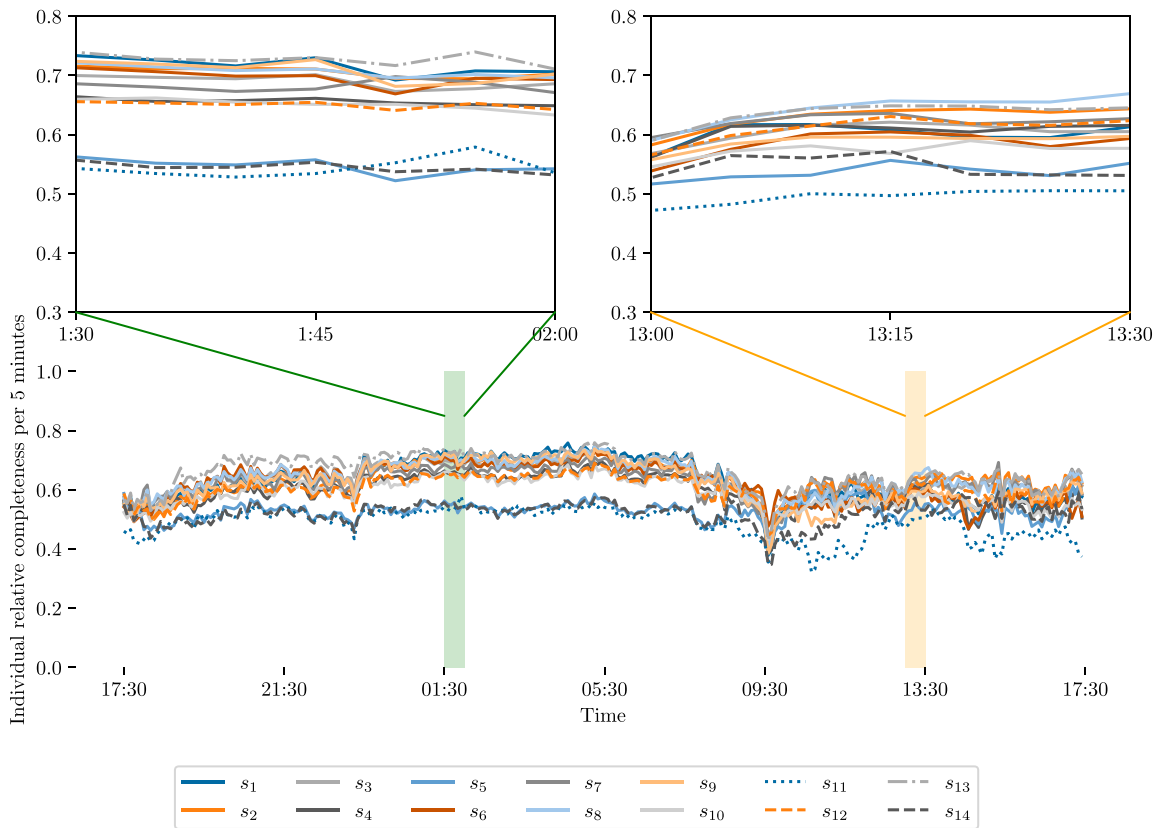 0.8
0.7
0.6
0.5
0.4
0.3
1:30 1:45 02:00
0.8
0.7
0.6
0.5
0.4
0.3
13:00 13:15 13:30
Individual relative completeness per 5 minutes
1.0
0.8
0.6
0.4
0.2
0.0
17:30 21:30 01:30 05:30 09:30 13:30 17:30
Time
s₁ s₃ s₅ s₇ s₉ s₁₁ s₁₃
s₂ s₄ s₆ s₈ s₁₀ s₁₂ s₁₄